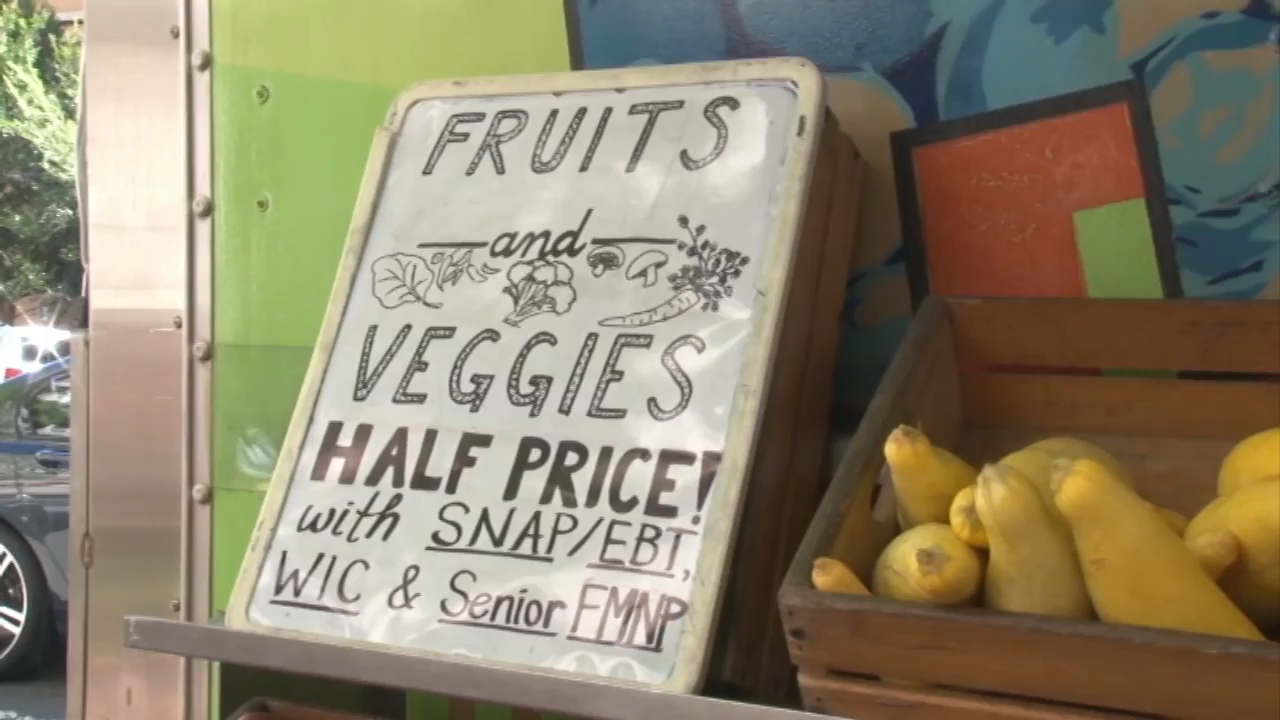 FRUITS
and
VEGGIES
HALF PRICE!
with SNAP/EBT,
WIC & Senior FMNP